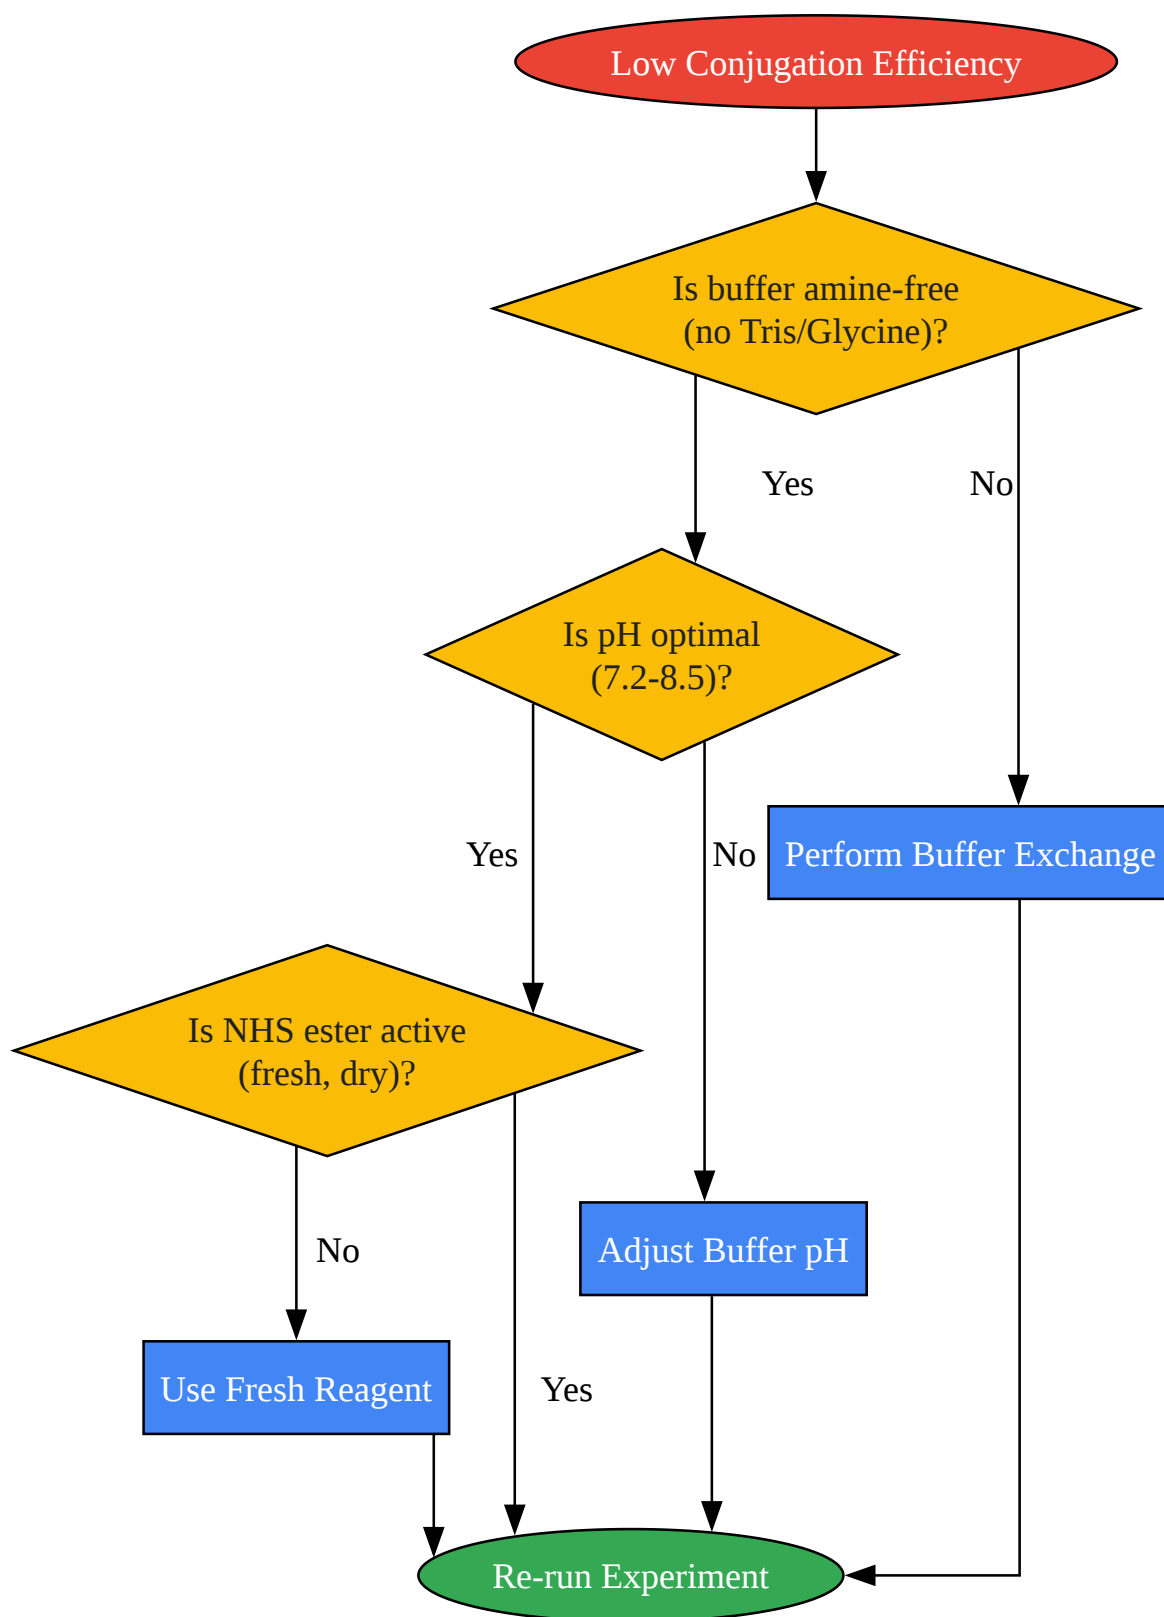 Low Conjugation Efficiency
Is buffer amine-free
(no Tris/Glycine)?
Yes
No
Is pH optimal
(7.2-8.5)?
Yes
No
Perform Buffer Exchange
Is NHS ester active
(fresh, dry)?
No
Adjust Buffer pH
Use Fresh Reagent
Yes
Re-run Experiment